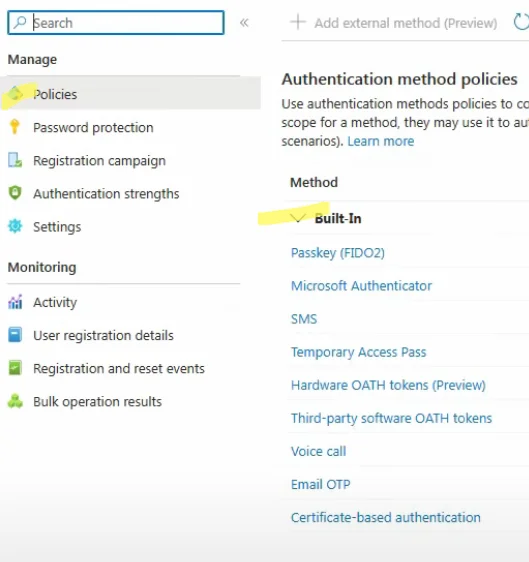 Search
«
Manage
Policies
Password protection
Registration campaign
Authentication strengths
Settings
Monitoring
Activity
User registration details
Registration and reset events
Bulk operation results
+ Add external method (Preview)
Authentication method policies
Use authentication methods policies to co
scope for a method, they may use it to au
scenarios). Learn more
Method
Built-In
Passkey (FIDO2)
Microsoft Authenticator
SMS
Temporary Access Pass
Hardware OATH tokens (Preview)
Third-party software OATH tokens
Voice call
Email OTP
Certificate-based authentication